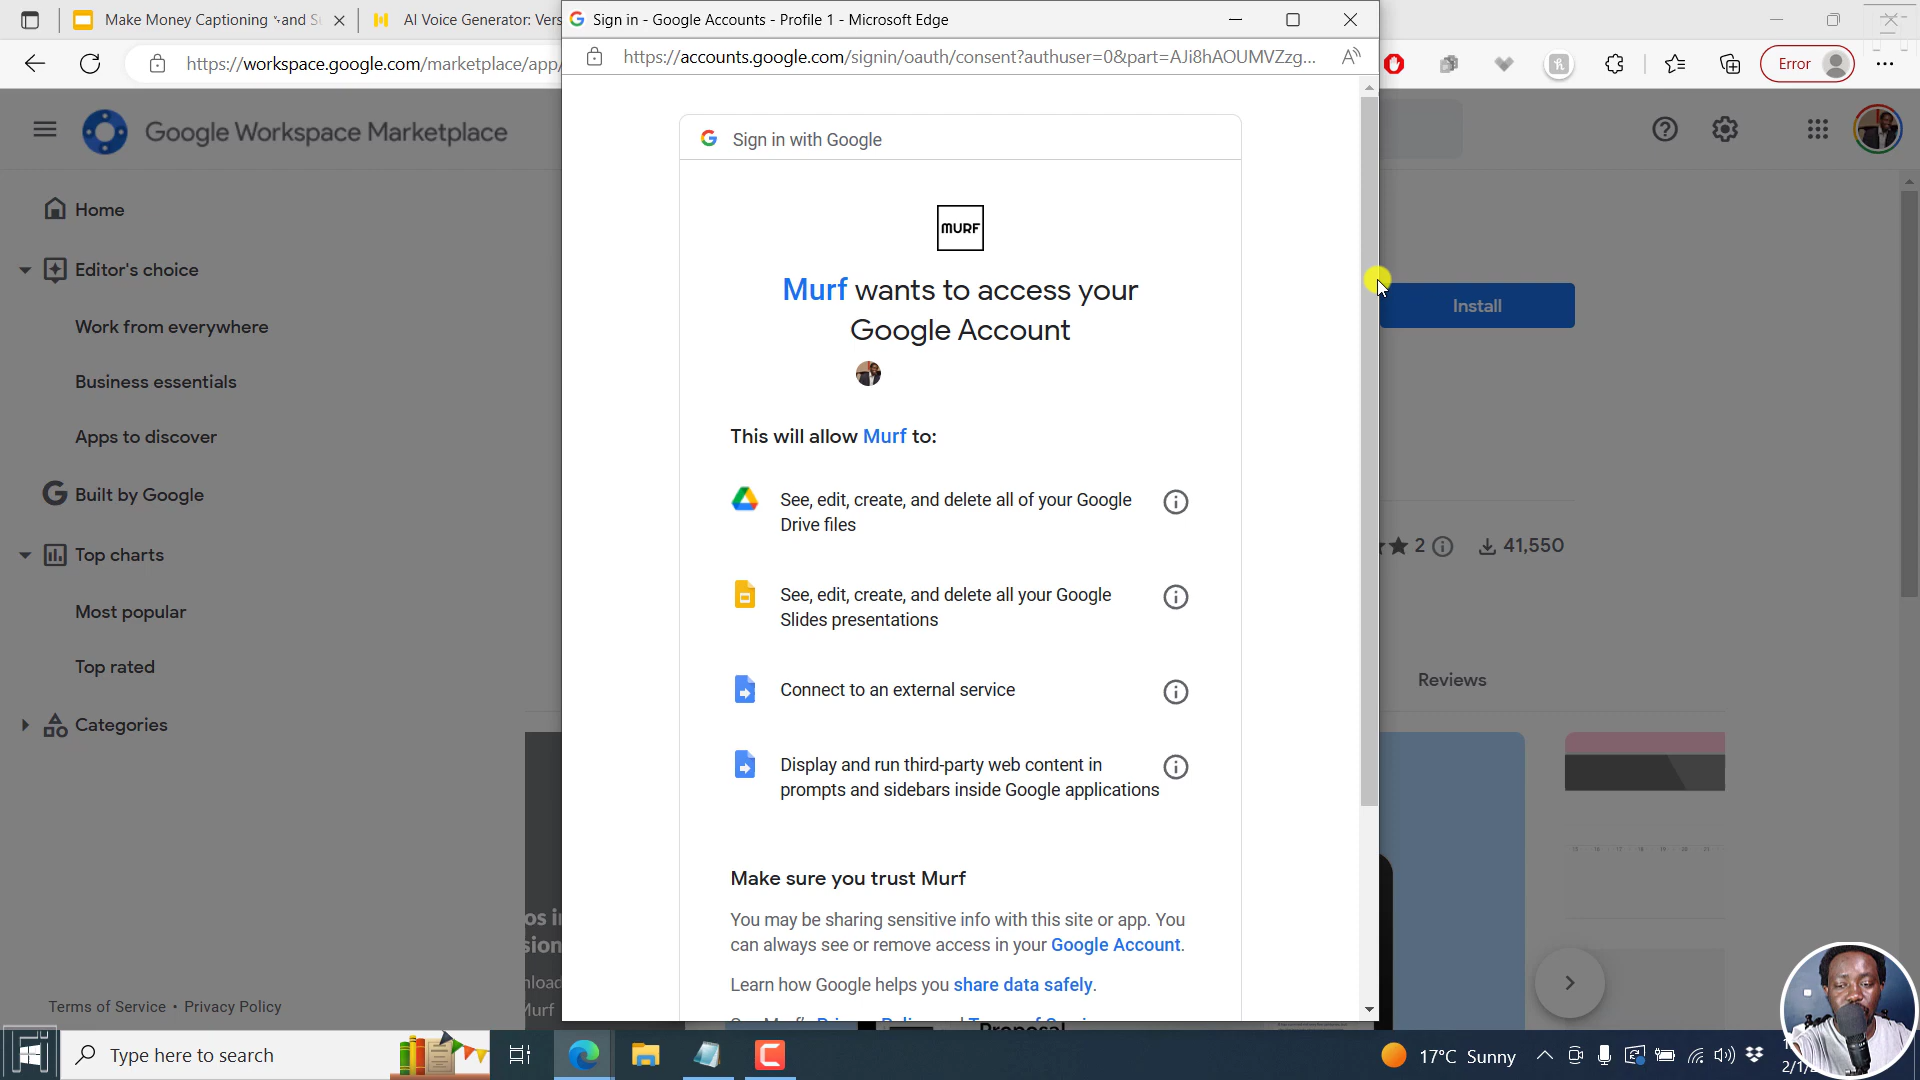 Make Money Captioning
AI Voice Generator: Vers
Sign in - Google Accounts - Profile 1 - Microsoft Edge
https://workspace.google.com/marketplace/app/
https://accounts.google.com/signin/oauth/consent?authuser=0&part=AJi8hAOUMVZzg...
Error
Google Workspace Marketplace
Sign in with Google
Home
Editor's choice
Work from everywhere
Business essentials
Apps to discover
Built by Google
Top charts
Most popular
Top rated
Categories
MURF
Murf wants to access your
Google Account
This will allow Murf to:
See, edit, create, and delete all of your Google
Drive files
See, edit, create, and delete all your Google
Slides presentations
Connect to an external service
Display and run third-party web content in
prompts and sidebars inside Google applications
Make sure you trust Murf
You may be sharing sensitive info with this site or app. You
can always see or remove access in your Google Account.
Learn how Google helps you share data safely.
Install
2
41,550
Reviews
Proposal
Terms of Service • Privacy Policy
Type here to search
17°C Sunny